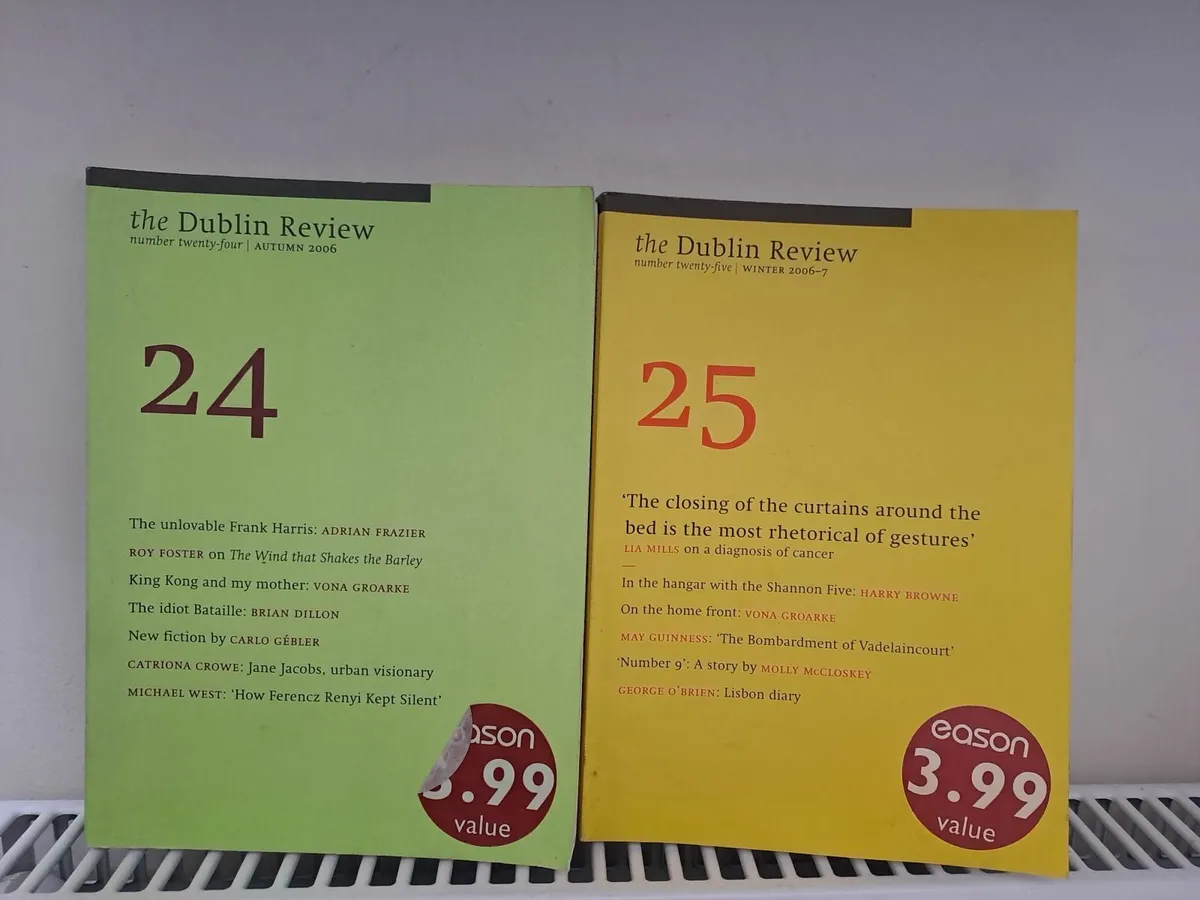 the Dublin Review
number twenty-four | AUTUMN 2006
24
The unlovable Frank Harris: ADRIAN FRAZIER
ROY FOSTER on The Wind that Shakes the Barley
King Kong and my mother: VONA GROARKE
The idiot Bataille: BRIAN DILLON
New fiction by CARLO GÉBLER
CATRIONA CROWE: Jane Jacobs, urban visionary
MICHAEL WEST: ‘How Ferencz Renyi Kept Silent’
eason
3.99
value
the Dublin Review
number twenty-five | WINTER 2006–7
25
‘The closing of the curtains around the
bed is the most rhetorical of gestures’
LIA MILLS on a diagnosis of cancer
In the hangar with the Shannon Five: HARRY BROWNE
On the home front: VONA GROARKE
MAY GUINNESS: ‘The Bombardment of Vadelaincourt’
‘Number 9’: A story by MOLLY McCLOSKEY
GEORGE O’BRIEN: Lisbon diary
eason
3.99
value